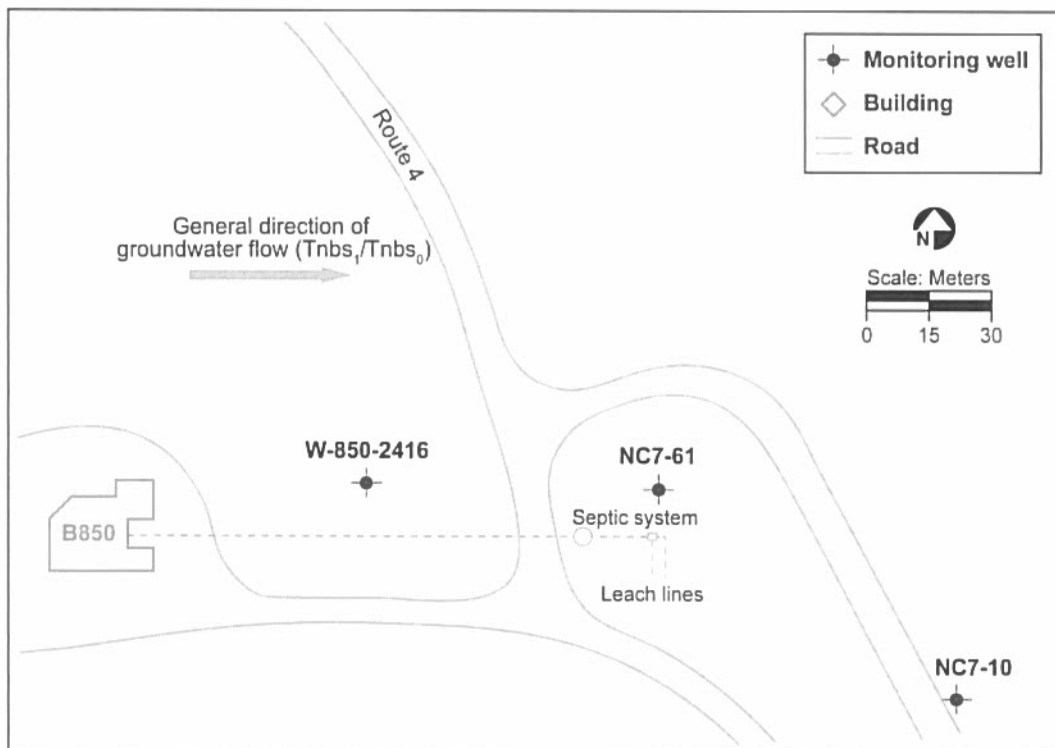 Monitoring well
Building
Road
Route 4
General direction of
groundwater flow (Tnbs₁/Tnbs₀)
N
Scale: Meters
0 15 30
W-850-2416
NC7-61
Septic system
B850
Leach lines
NC7-10